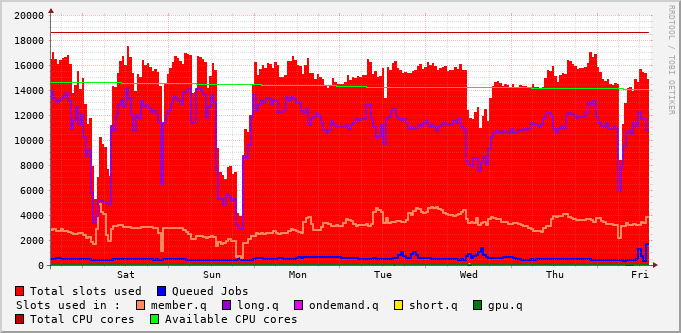 RRDTOOL / TOBI OETIKER
20000
18000
16000
14000
12000
10000
8000
6000
4000
2000
0
Sat Sun Mon Tue Wed Thu Fri
Total slots used Queued Jobs
Slots used in : member.q long.q ondemand.q short.q gpu.q
Total CPU cores Available CPU cores